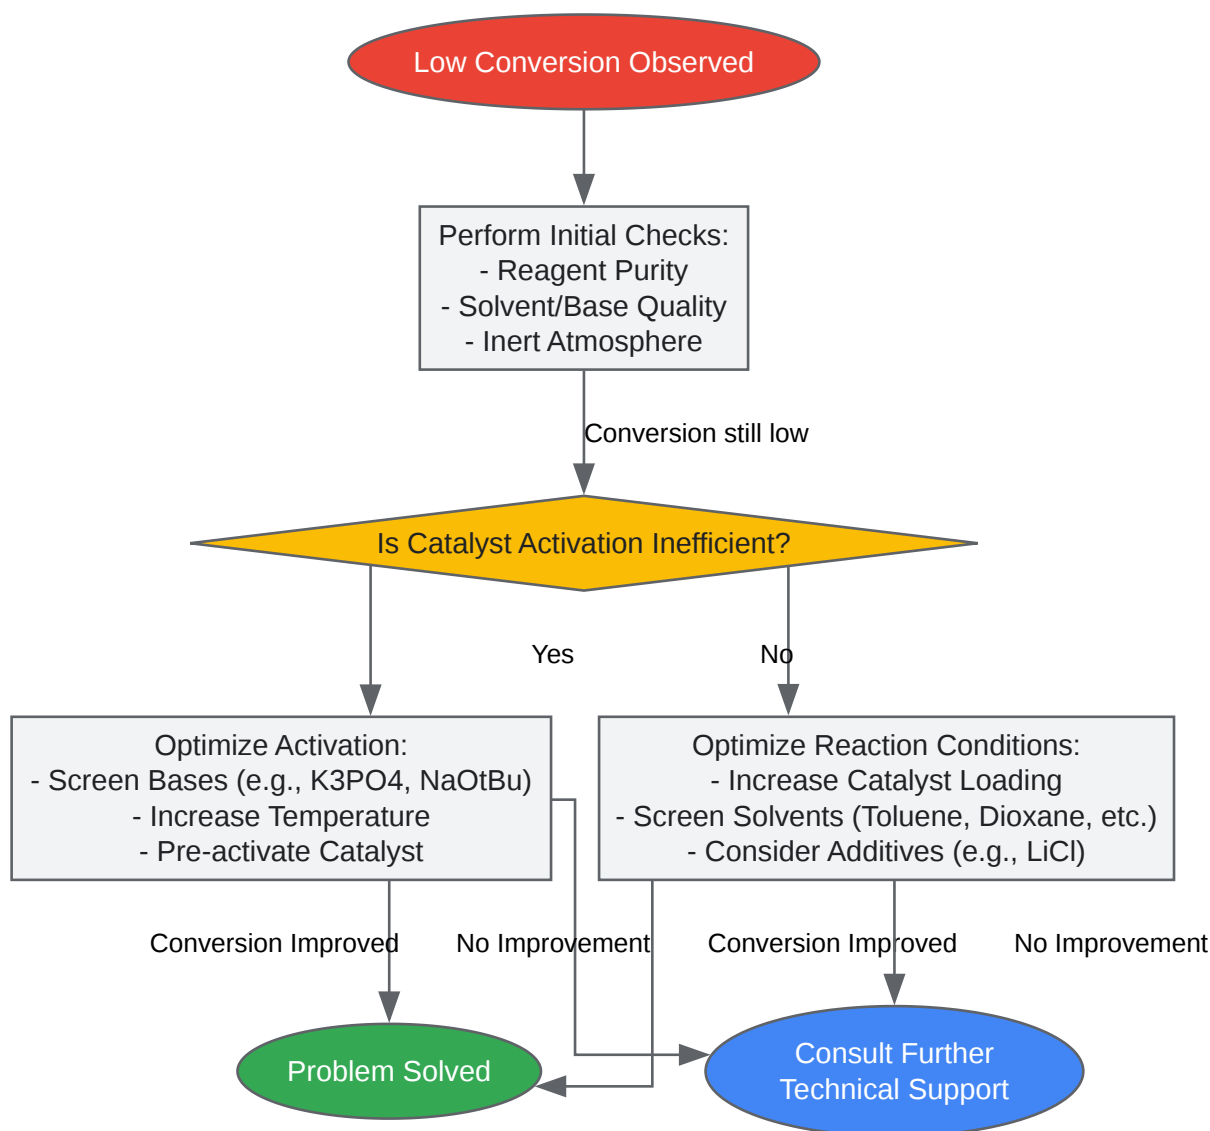 Low Conversion Observed
Perform Initial Checks:
- Reagent Purity
- Solvent/Base Quality
- Inert Atmosphere
Conversion still low
Is Catalyst Activation Inefficient?
Yes
No
Optimize Activation:
- Screen Bases (e.g., K3PO4, NaOtBu)
- Increase Temperature
- Pre-activate Catalyst
Optimize Reaction Conditions:
- Increase Catalyst Loading
- Screen Solvents (Toluene, Dioxane, etc.)
- Consider Additives (e.g., LiCl)
Conversion Improved
No Improvement
Conversion Improved
No Improvement
Problem Solved
Consult Further
Technical Support